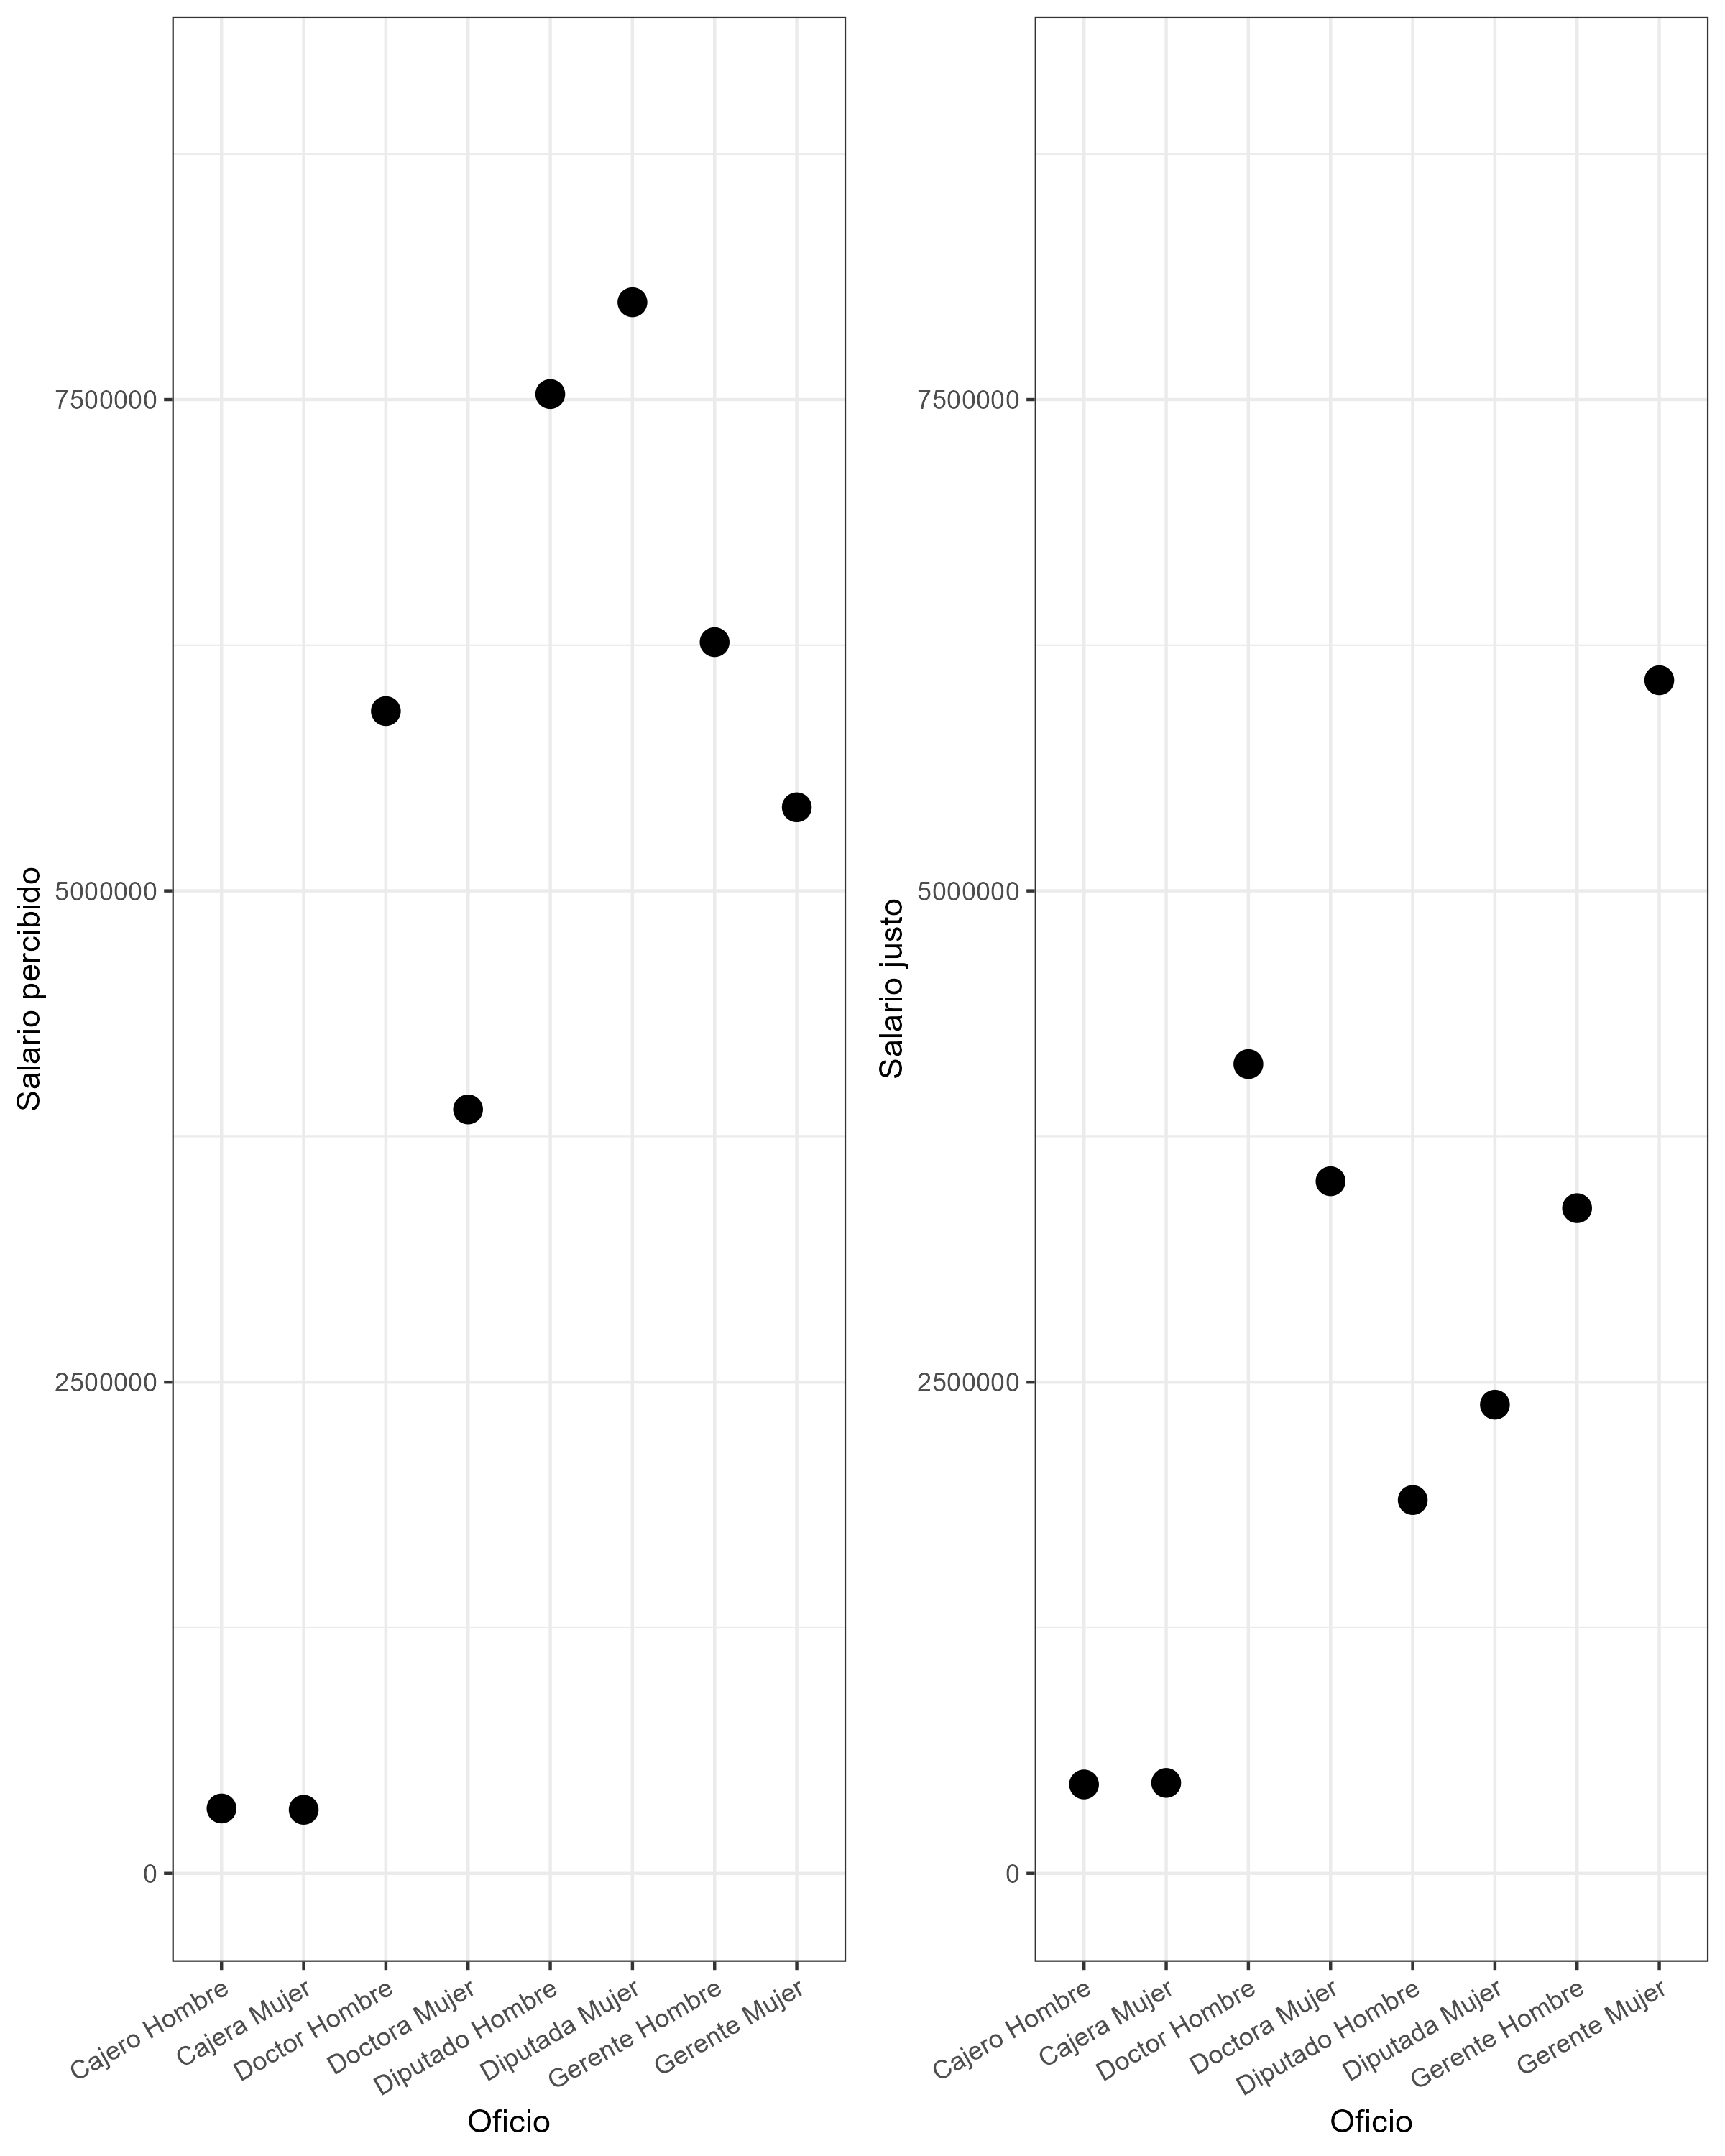 Salario percibido
7500000
5000000
2500000
0
Cajero Hombre
Cajera Mujer
Doctor Hombre
Doctora Mujer
Diputado Hombre
Diputada Mujer
Gerente Hombre
Gerente Mujer
Oficio
Salario justo
7500000
5000000
2500000
0
Cajero Hombre
Cajera Mujer
Doctor Hombre
Doctora Mujer
Diputado Hombre
Diputada Mujer
Gerente Hombre
Gerente Mujer
Oficio